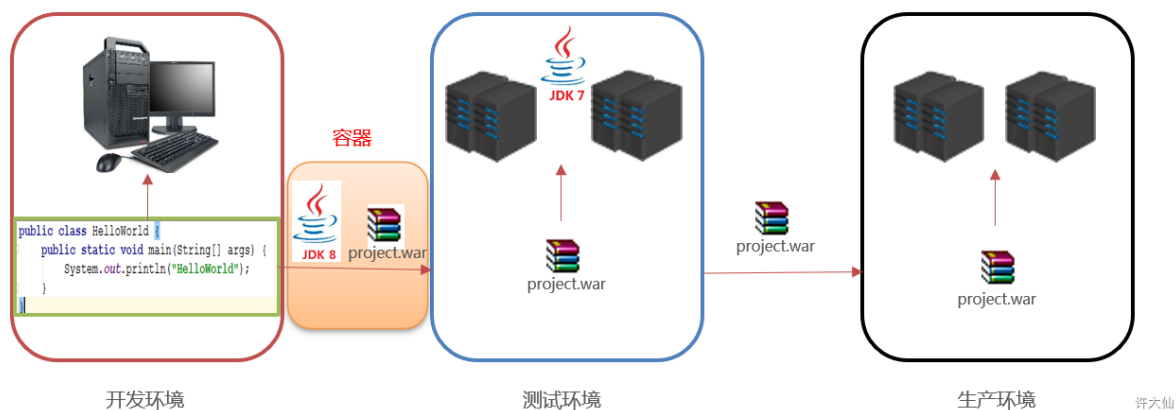 JDK 7
容器
public class HelloWorld {
public static void main(String[] args) {
System.out.println("HelloWorld");
}
}
JDK 8
project.war
project.war
project.war
project.war
开发环境
测试环境
生产环境
许大仙